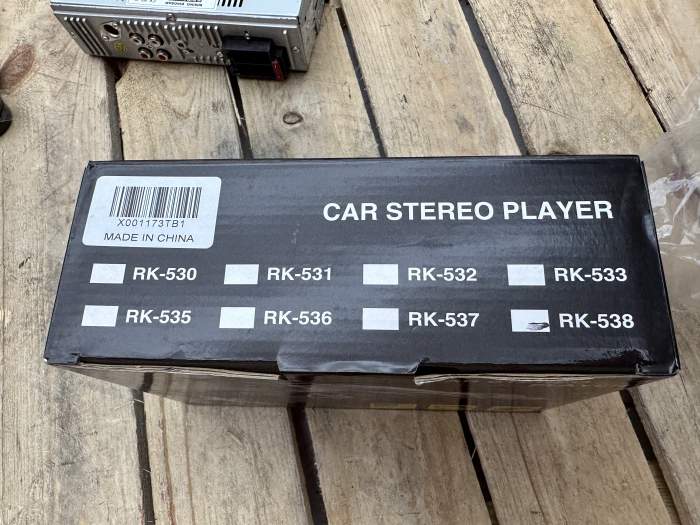 X001173TB1
MADE IN CHINA
CAR STEREO PLAYER
RK-530 RK-531 RK-532 RK-533
RK-535 RK-536 RK-537 RK-538